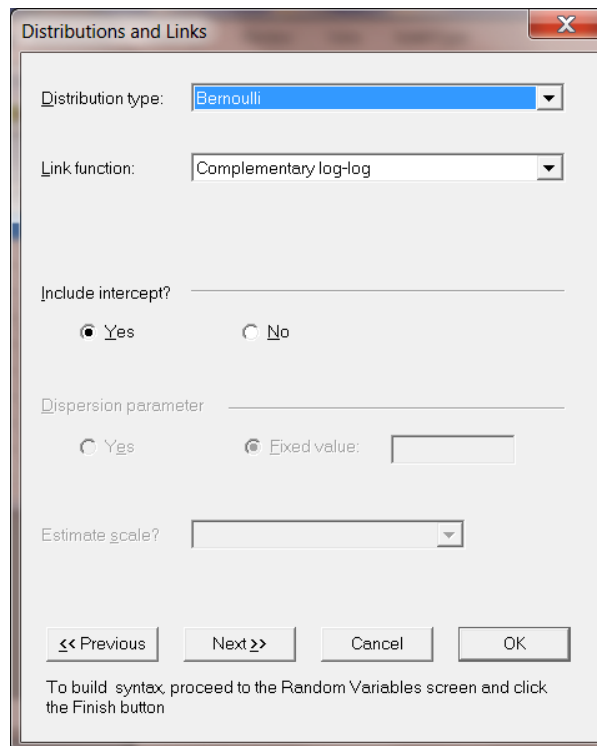 Distributions and Links
Distribution type: Bernoulli
Link function: Complementary log-log
Include intercept?
Yes No
Dispersion parameter
Yes Fixed value:
Estimate scale?
<< Previous Next >> Cancel OK
To build syntax, proceed to the Random Variables screen and click
the Finish button